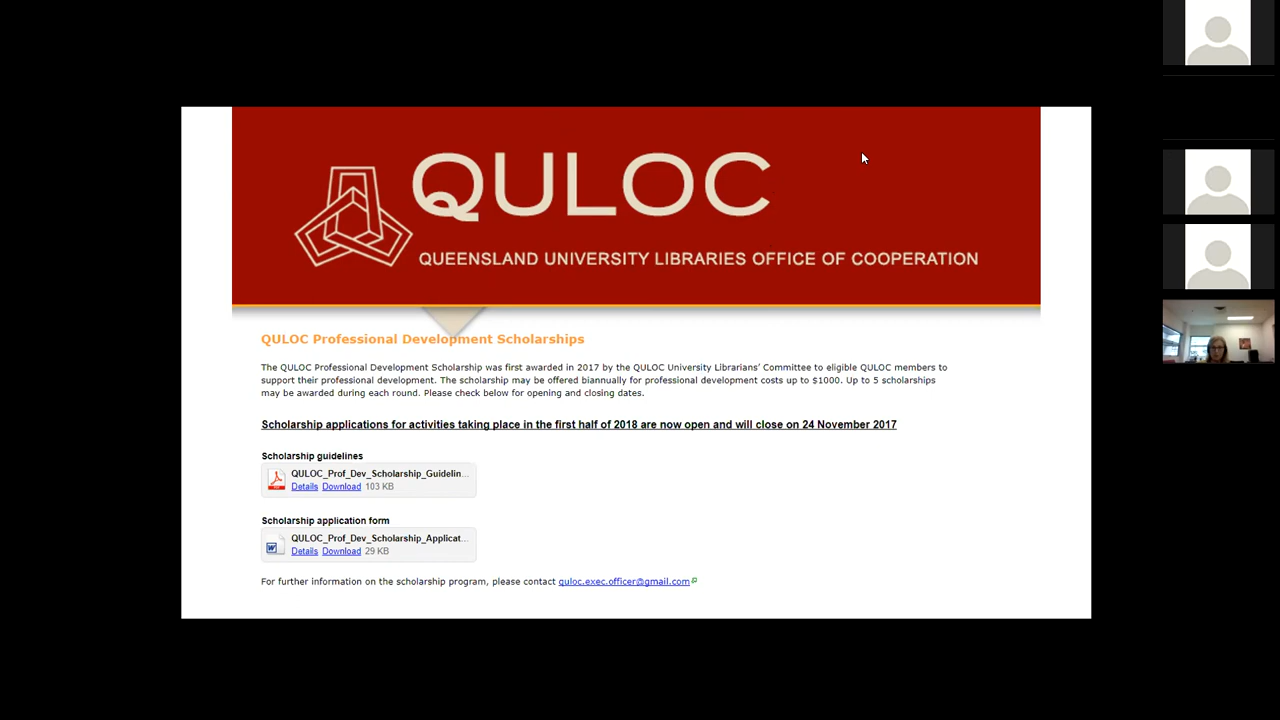 QULOC
QUEENSLAND UNIVERSITY LIBRARIES OFFICE OF COOPERATION
QULOC Professional Development Scholarships
The QULOC Professional Development Scholarship was first awarded in 2017 by the QULOC University Librarians' Committee to eligible QULOC members to
support their professional development. The scholarship may be offered biannually for professional development costs up to $1000. Up to 5 scholarships
may be awarded during each round. Please check below for opening and closing dates.
Scholarship applications for activities taking place in the first half of 2018 are now open and will close on 24 November 2017
Scholarship guidelines
QULOC_Prof_Dev_Scholarship_Guidelin...
Details Download 103 KB
Scholarship application form
QULOC_Prof_Dev_Scholarship_Applicat...
Details Download 29 KB
For further information on the scholarship program, please contact quloc.exec.officer@gmail.com